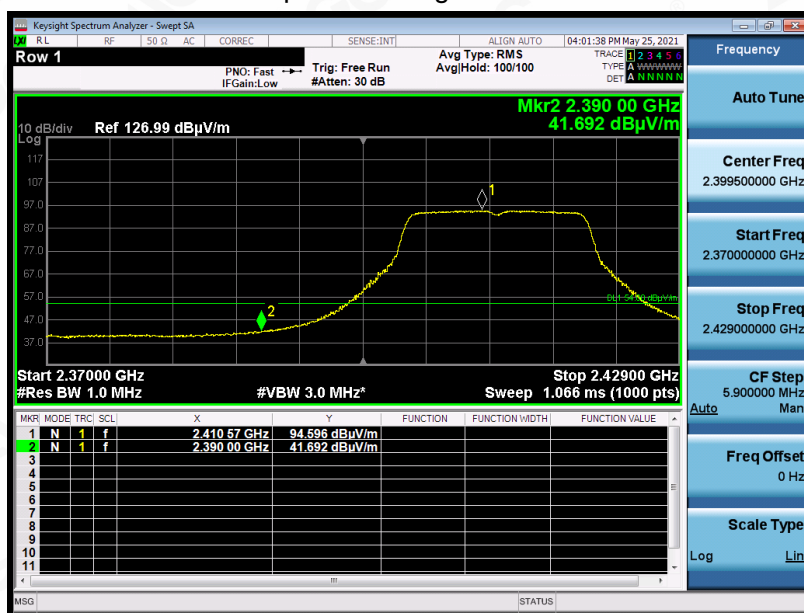 Keysight Spectrum Analyzer - Swept SA
LXI RL RF 50 Ω AC CORREC SENSE:INT ALIGN AUTO 04:01:38 PM May 25, 2021
Row 1
PNO: Fast
IFGain:Low
Trig: Free Run
#Atten: 30 dB
Avg Type: RMS
Avg|Hold: 100/100
TRACE 1 2 3 4 5 6
TYPE A WWWWW
DET A N N N N N
Mkr2 2.390 00 GHz
41.692 dBµV/m
10 dB/div Ref 126.99 dBµV/m
Log
117
107
97.0
87.0
77.0
67.0
57.0
47.0
37.0
1
2
DL1 54.00 dBµV/m
Start 2.37000 GHz Stop 2.42900 GHz
#Res BW 1.0 MHz #VBW 3.0 MHz* Sweep 1.066 ms (1000 pts)
MKR MODE TRC SCL X Y FUNCTION FUNCTION WIDTH FUNCTION VALUE
1 N 1 f 2.410 57 GHz 94.596 dBµV/m
2 N 1 f 2.390 00 GHz 41.692 dBµV/m
3
4
5
6
7
8
9
10
11
MSG STATUS
Frequency
Auto Tune
Center Freq
2.399500000 GHz
Start Freq
2.370000000 GHz
Stop Freq
2.429000000 GHz
CF Step
5.900000 MHz
Auto Man
Freq Offset
0 Hz
Scale Type
Log Lin